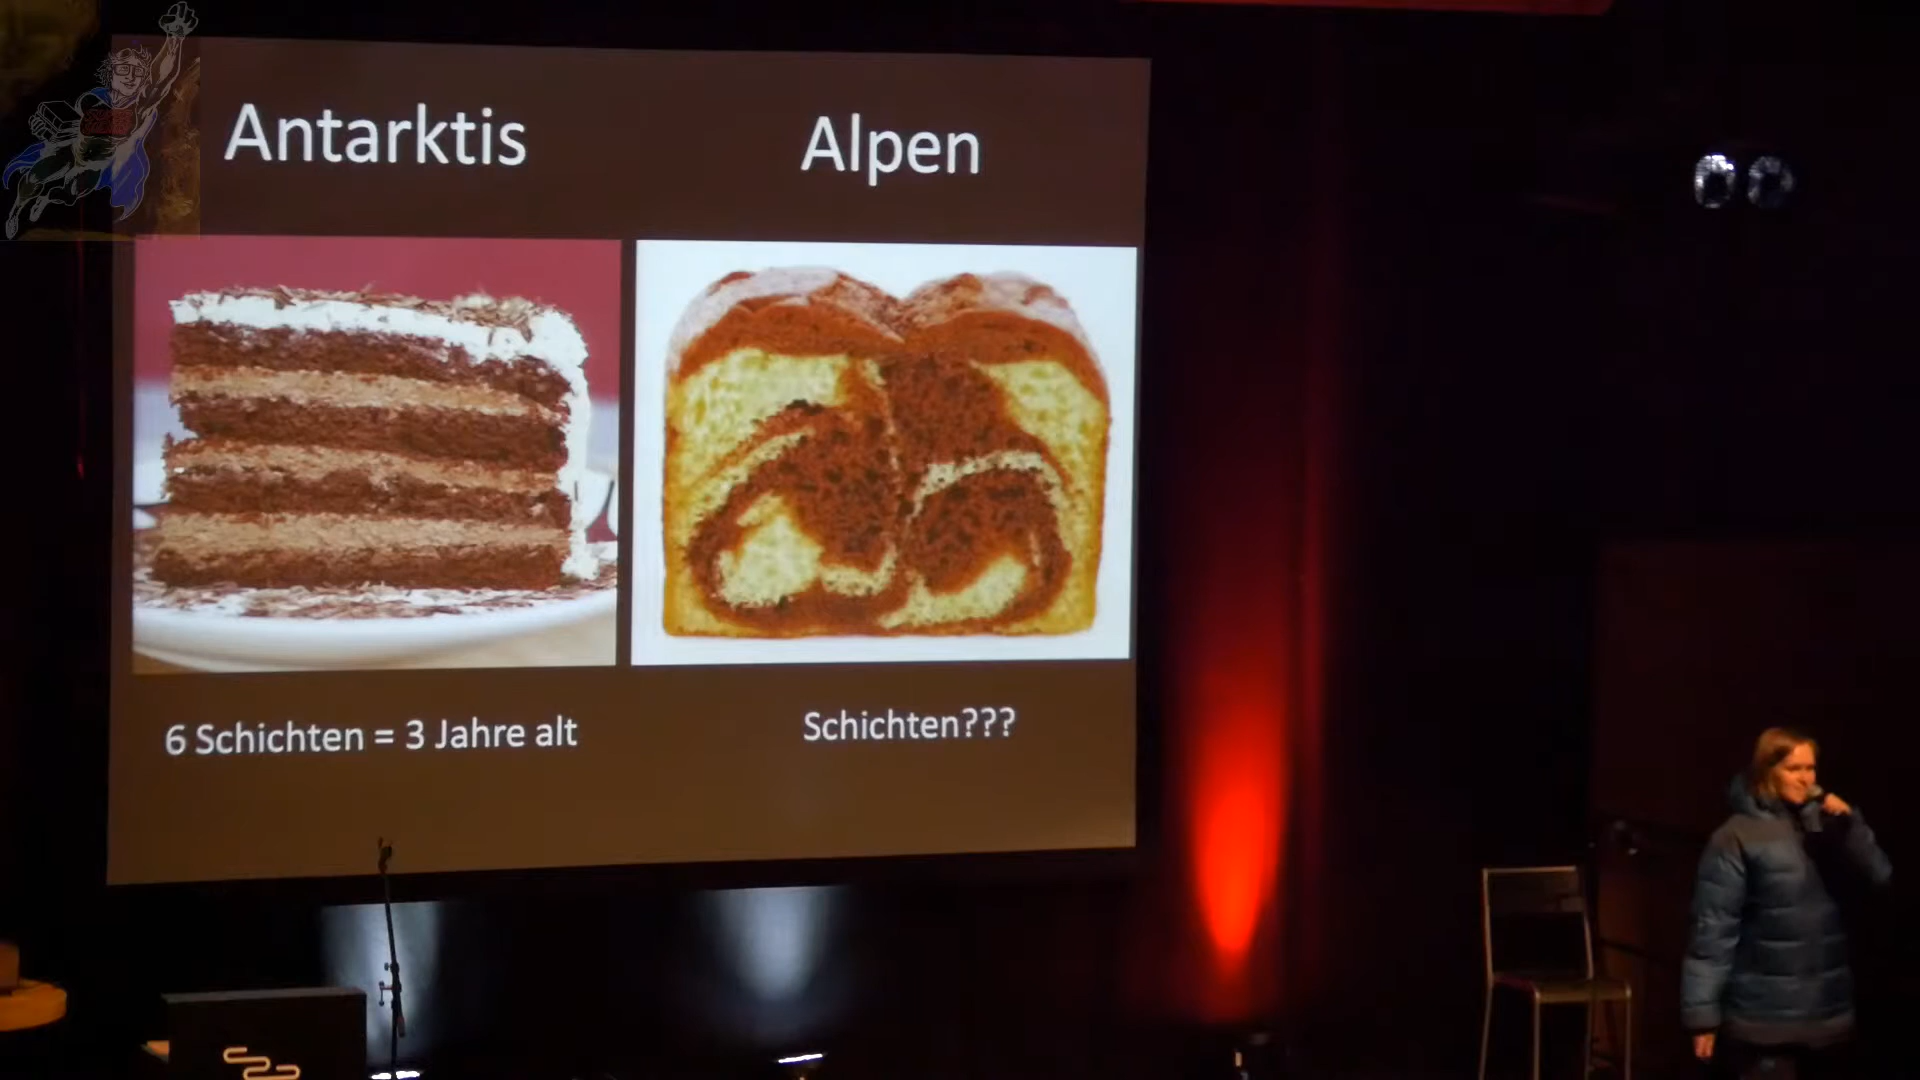 Antarktis
Alpen
6 Schichten = 3 Jahre alt
Schichten???